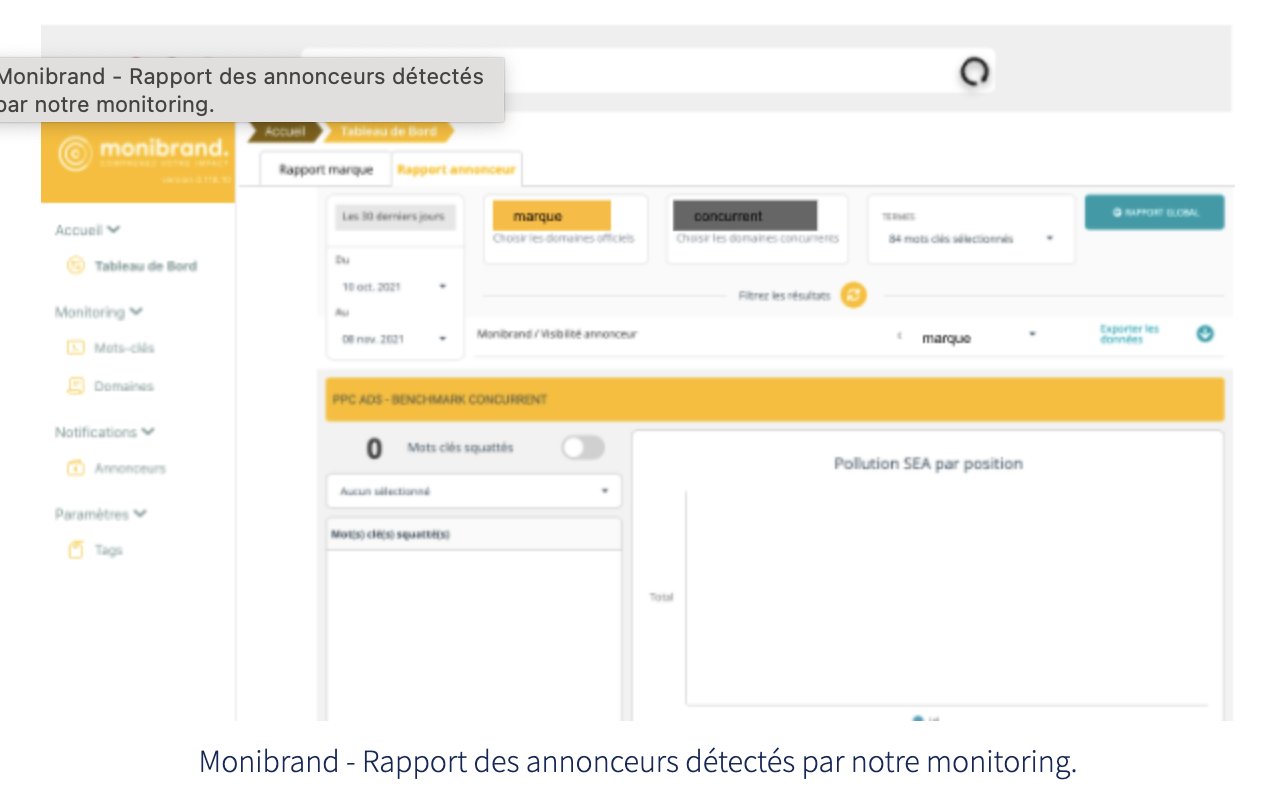 Monibrand - Rapport des annonceurs détectés
par notre monitoring.
monibrand.
Accueil
Tableau de Bord
Rapport marque
Rapport annonceur
Accueil
Tableau de Bord
Monitoring
Mots-clés
Domaines
Notifications
Annonceurs
Paramètres
Tags
Les 30 derniers jours
Du
10 oct. 2021
Au
08 nov. 2021
marque
Choisir les domaines officiels
concurrent
Choisir les domaines concurrents
TERMES
84 mots clés sélectionnés
RAPPORT GLOBAL
Filtrez les résultats
Monibrand / Visibilité annonceur
marque
Exporter les
données
PPC ADS - BENCHMARK CONCURRENT
0
Mots clés squattés
Aucun sélectionné
Mot(s) clé(s) squatté(s)
Pollution SEA par position
Total
Monibrand - Rapport des annonceurs détectés par notre monitoring.